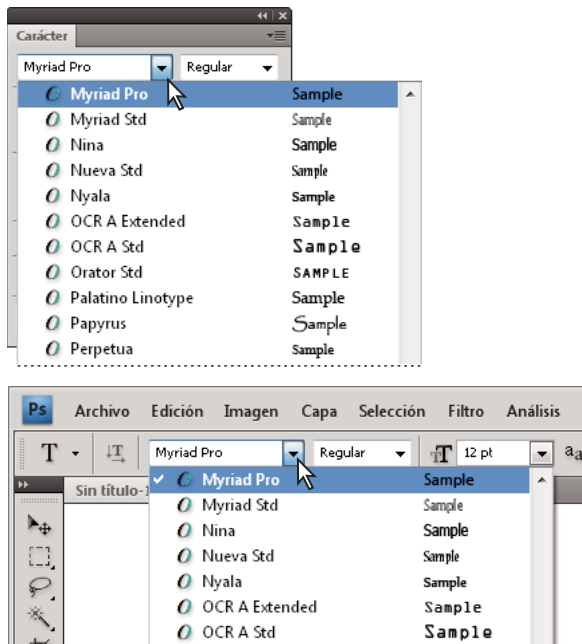 Carácter
Myriad Pro Regular
Myriad Pro Sample
Myriad Std Sample
Nina Sample
Nueva Std Sample
Nyala Sample
OCR A Extended Sample
OCR A Std Sample
Orator Std SAMPLE
Palatino Linotype Sample
Papyrus Sample
Perpetua Sample
Ps Archivo Edición Imagen Capa Selección Filtro Análisis
T T Myriad Pro Regular TT 12 pt aa
Sin título-1
Myriad Pro Sample
Myriad Std Sample
Nina Sample
Nueva Std Sample
Nyala Sample
OCR A Extended Sample
OCR A Std Sample